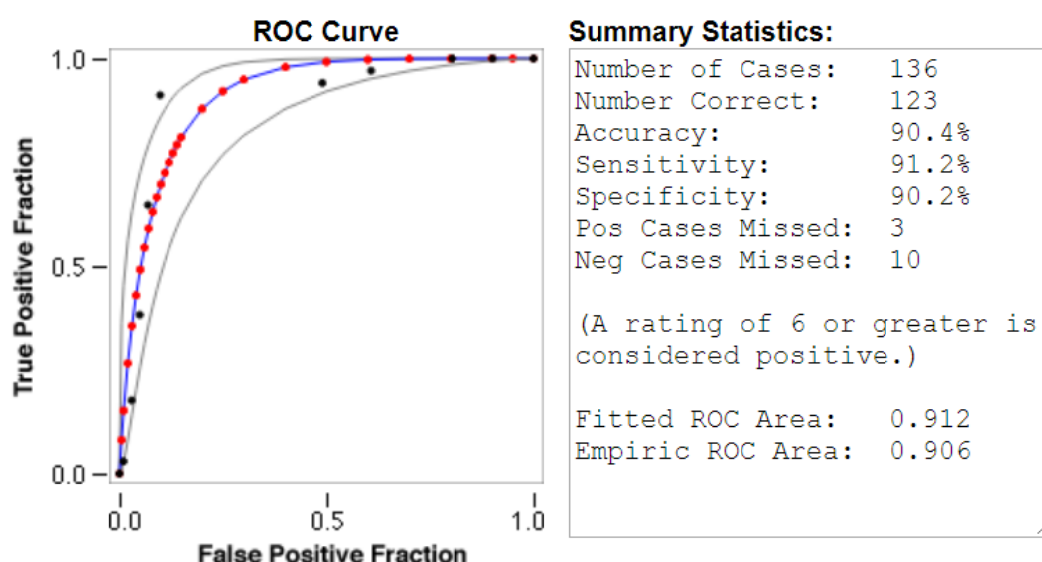 ROC Curve
1.0
0.5
0.0
True Positive Fraction
0.0 0.5 1.0
False Positive Fraction
Summary Statistics:
Number of Cases: 136
Number Correct: 123
Accuracy: 90.4%
Sensitivity: 91.2%
Specificity: 90.2%
Pos Cases Missed: 3
Neg Cases Missed: 10
(A rating of 6 or greater is
considered positive.)
Fitted ROC Area: 0.912
Empiric ROC Area: 0.906